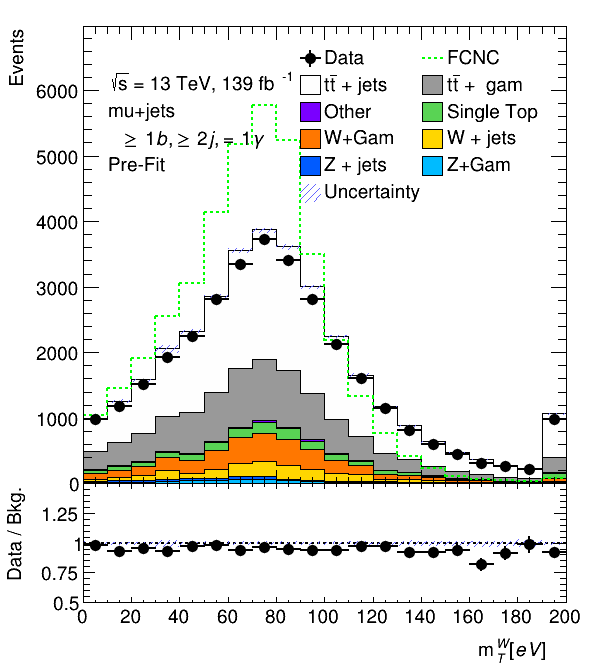 Events
6000
5000
4000
3000
2000
1000
0
√s = 13 TeV, 139 fb⁻¹
mu+jets
≥ 1b, ≥ 2j, = 1γ
Pre-Fit
Data
FCNC
tt̄ + jets
tt̄ + gam
Other
Single Top
W+Gam
W + jets
Z + jets
Z+Gam
Uncertainty
Data / Bkg.
1.25
1
0.75
0.5
0 20 40 60 80 100 120 140 160 180 200
m_T^W[eV]